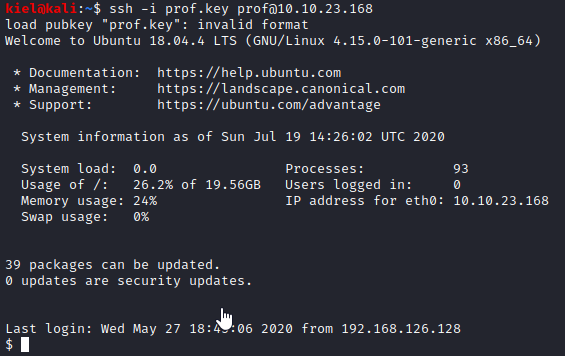 kiel@kali:~$ ssh -i prof.key prof@10.10.23.168
load pubkey "prof.key": invalid format
Welcome to Ubuntu 18.04.4 LTS (GNU/Linux 4.15.0-101-generic x86_64)
* Documentation: https://help.ubuntu.com
* Management: https://landscape.canonical.com
* Support: https://ubuntu.com/advantage
System information as of Sun Jul 19 14:26:02 UTC 2020
System load: 0.0 Processes: 93
Usage of /: 26.2% of 19.56GB Users logged in: 0
Memory usage: 24% IP address for eth0: 10.10.23.168
Swap usage: 0%
39 packages can be updated.
0 updates are security updates.
Last login: Wed May 27 2020 from 192.168.126.128
$